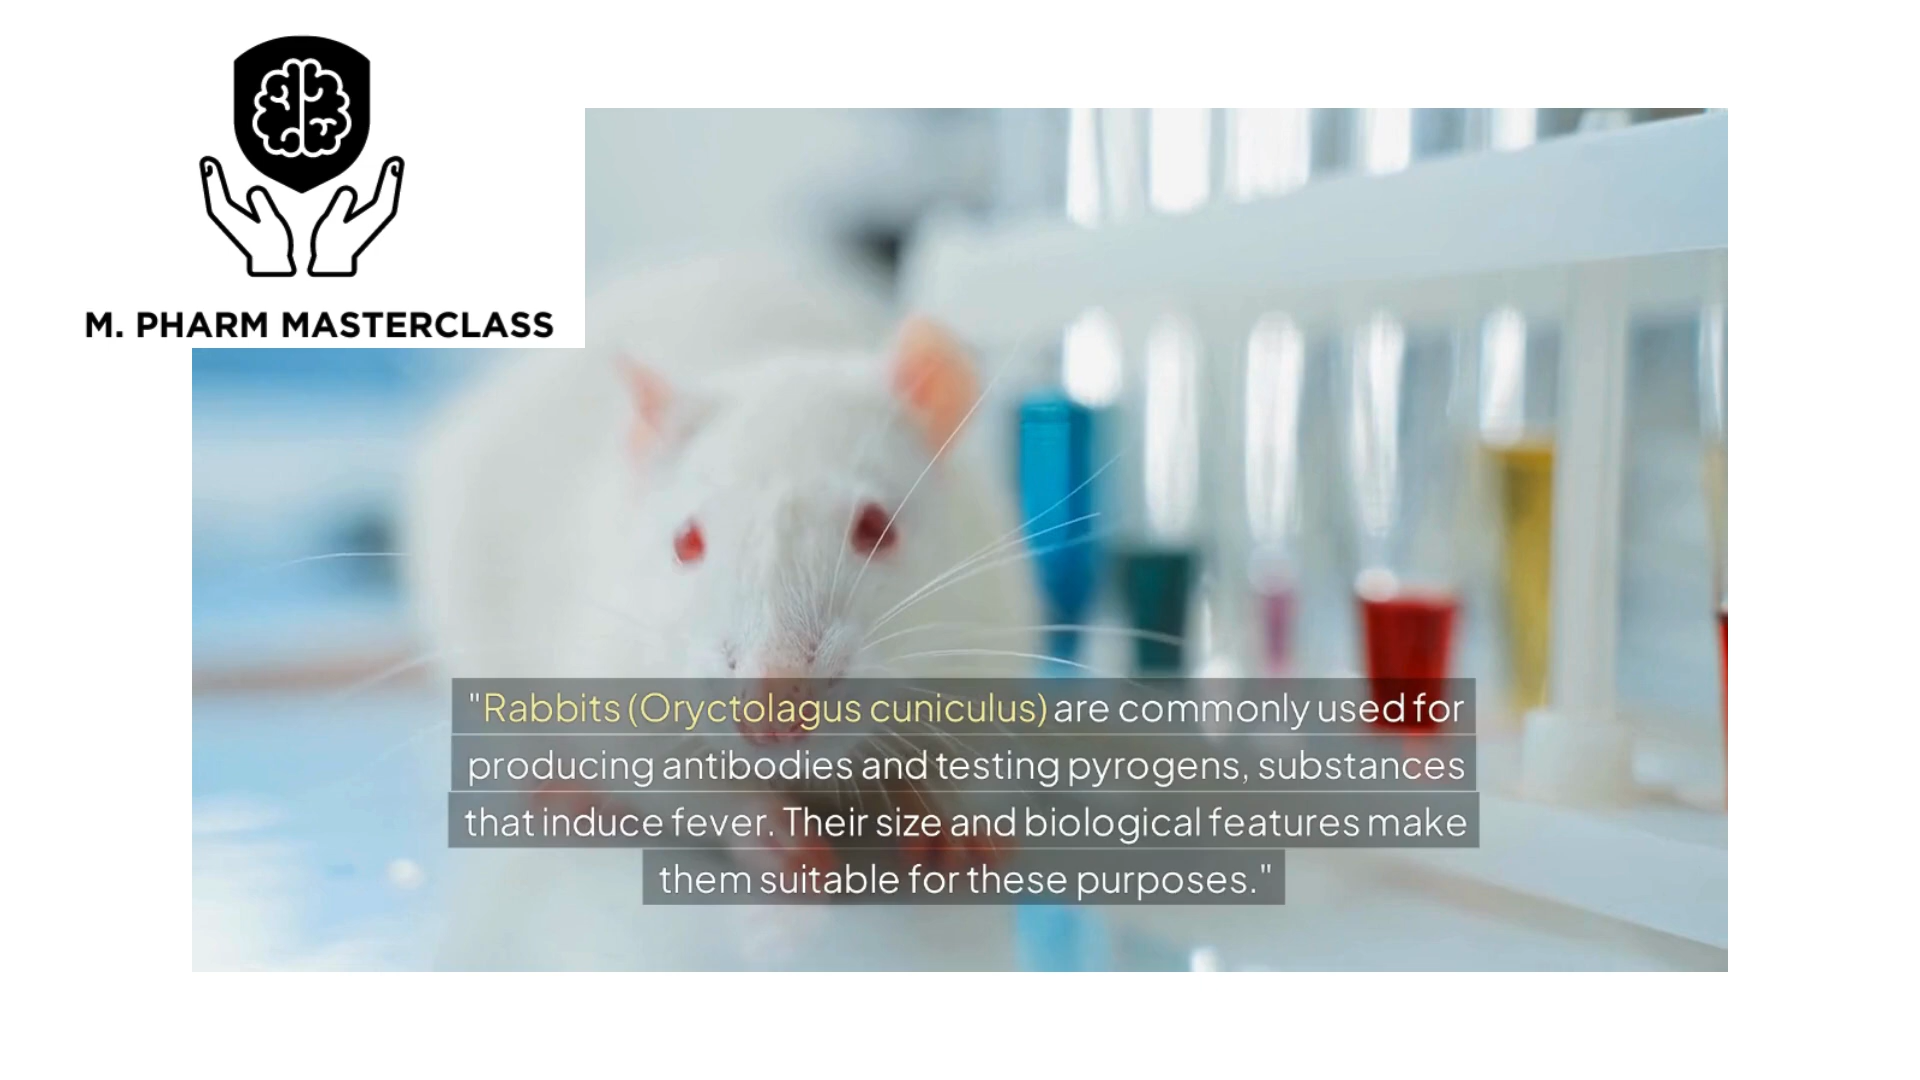 M. PHARM MASTERCLASS
"Rabbits (Oryctolagus cuniculus) are commonly used for
producing antibodies and testing pyrogens, substances
that induce fever. Their size and biological features make
them suitable for these purposes."